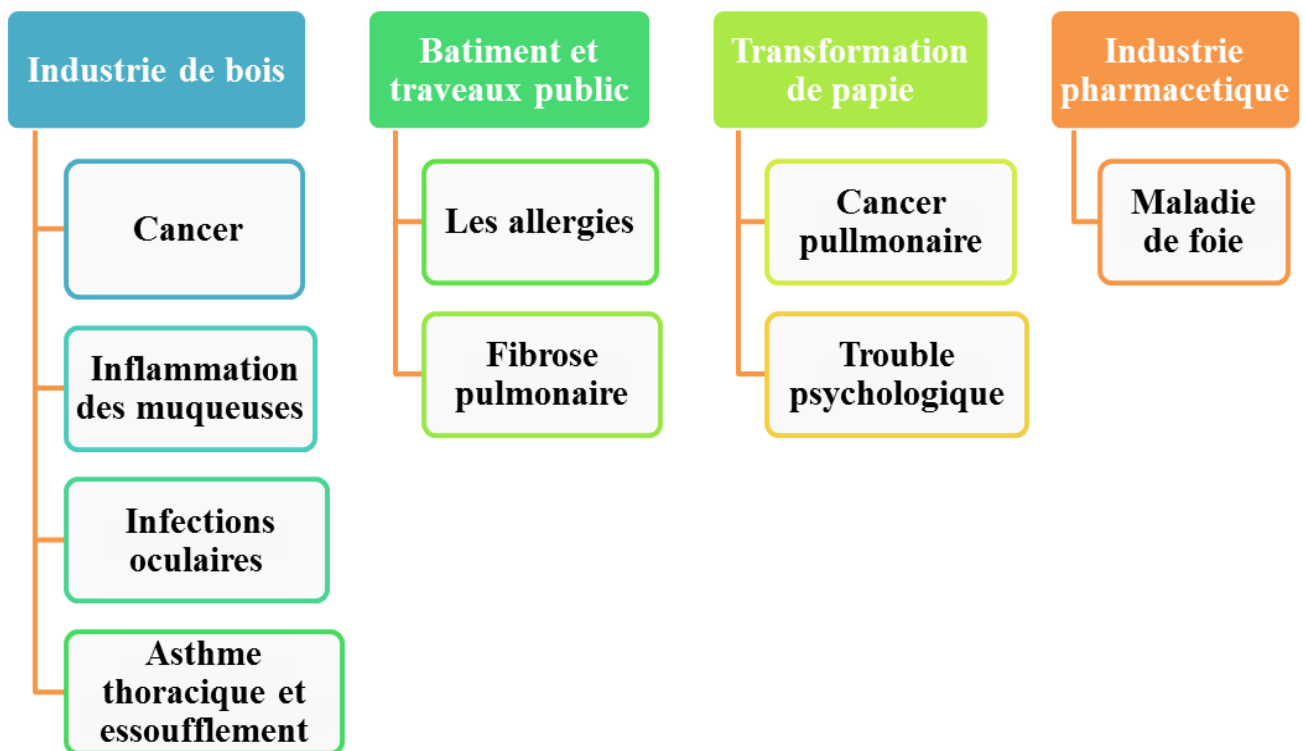 Industrie de bois
Cancer
Inflammation
des muqueuses
Infections
oculaires
Asthme
thoracique et
essoufflement
Batiment et
traveaux public
Les allergies
Fibrose
pulmonaire
Transformation
de papie
Cancer
pullmonaire
Trouble
psychologique
Industrie
pharmacetique
Maladie
de foie